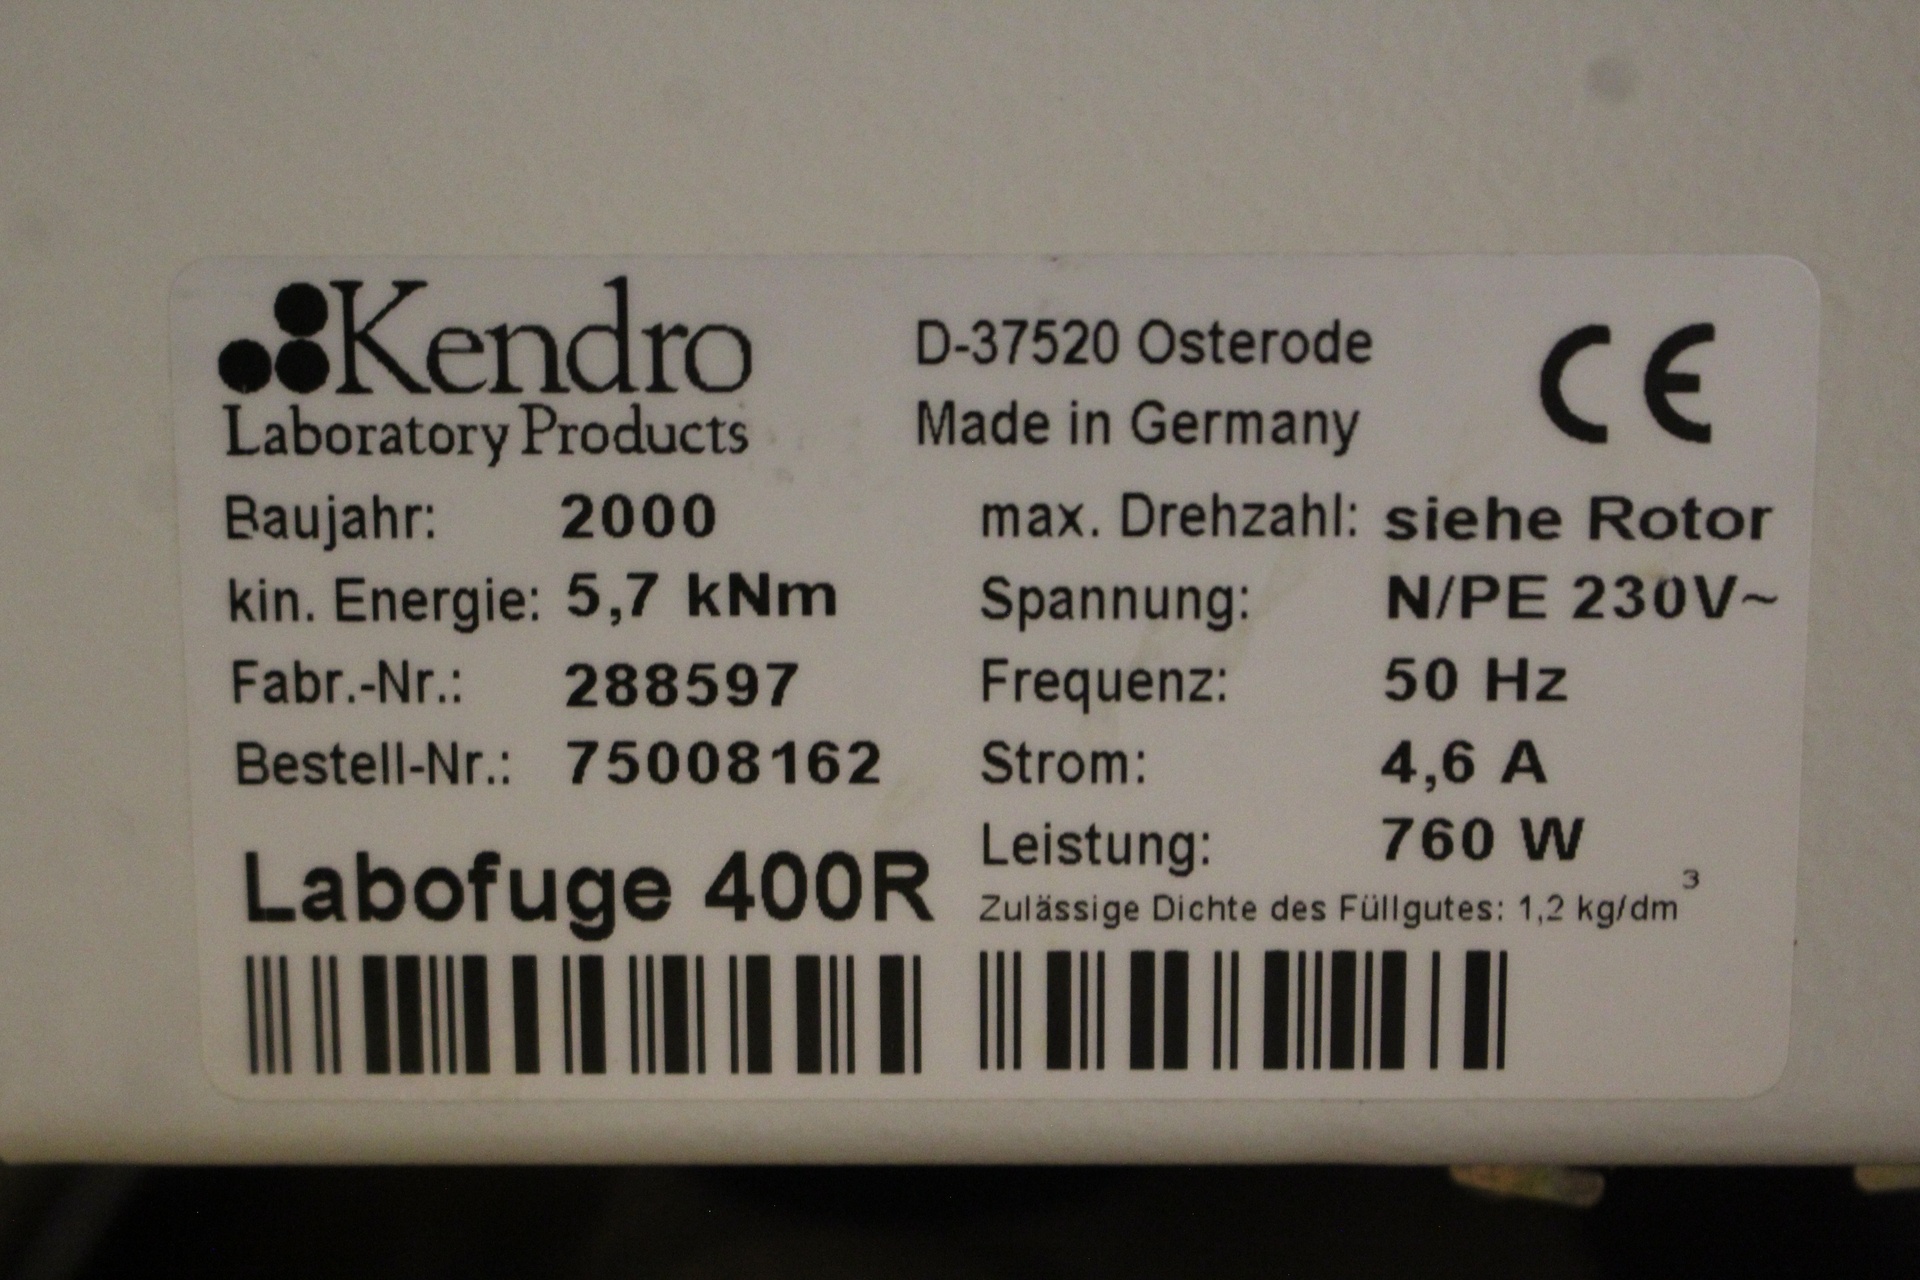 Kendro
Laboratory Products
D-37520 Osterode
Made in Germany
CE
Baujahr: 2000
kin. Energie: 5,7 kNm
Fabr.-Nr.: 288597
Bestell-Nr.: 75008162
Labofuge 400R
max. Drehzahl: siehe Rotor
Spannung: N/PE 230V~
Frequenz: 50 Hz
Strom: 4,6 A
Leistung: 760 W
Zulässige Dichte des Füllgutes: 1,2 kg/dm³